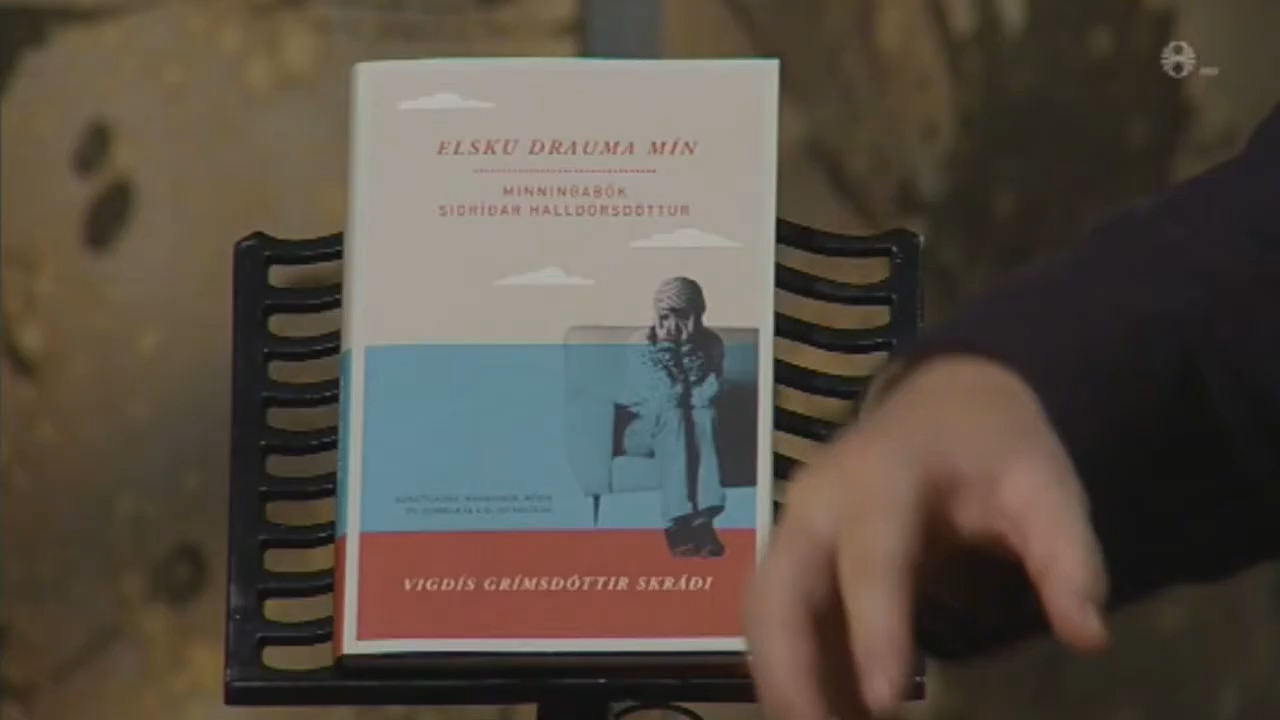 ELSKU DRAUMA MÍN
MINNINGABÓK
SIGRÍÐAR HALLDÓRSDÓTTUR
VIGDÍS GRÍMSDÓTTIR SKRÁÐI